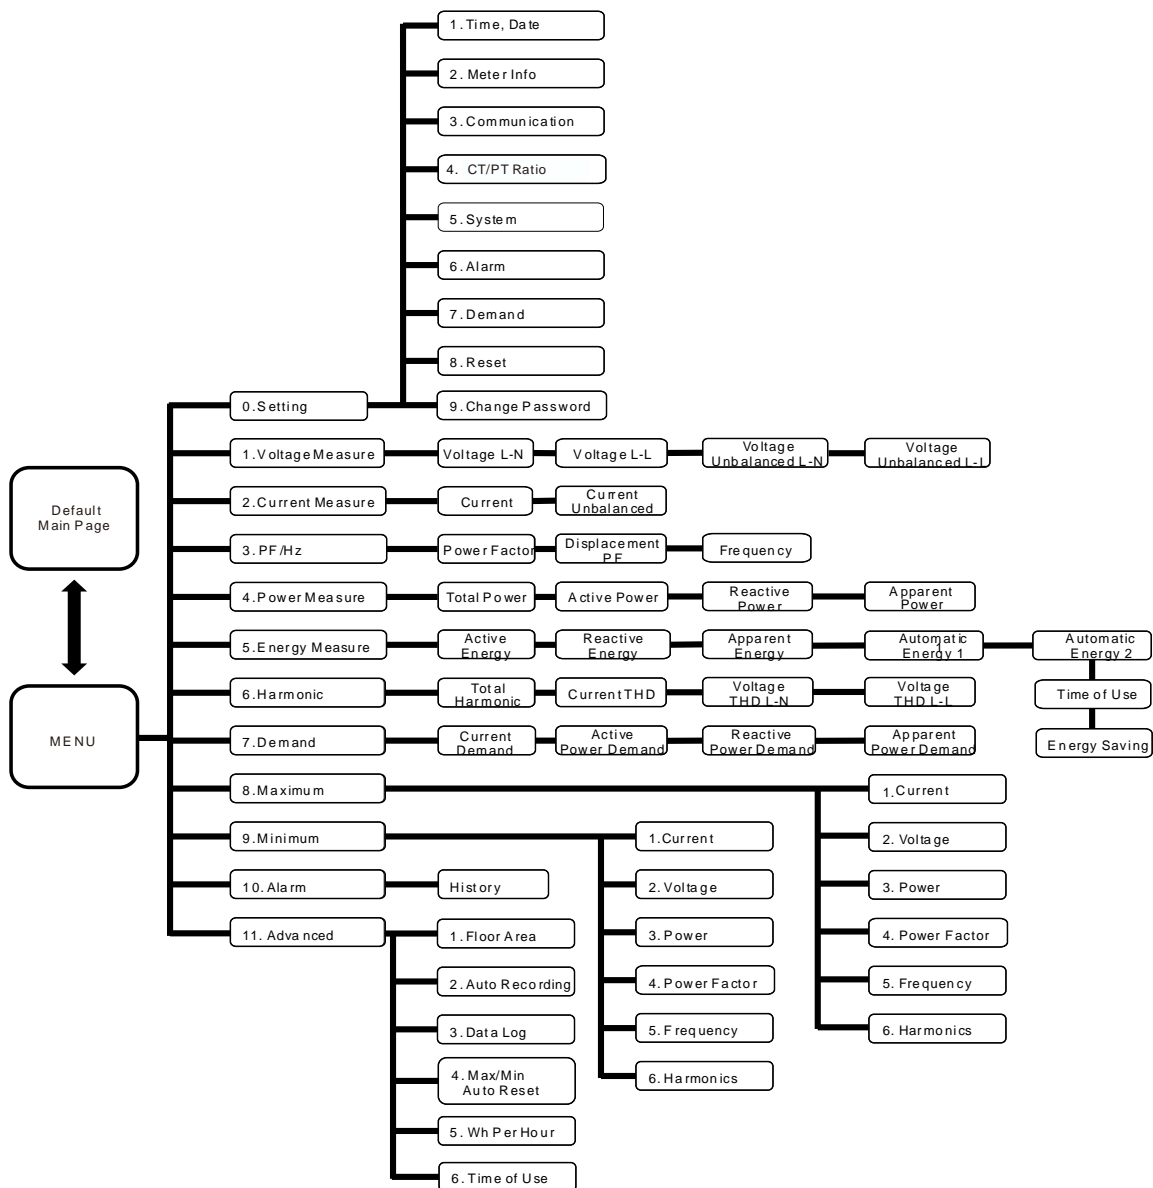 1. Time, Date
2. Meter Info
3. Communication
4. CT/PT Ratio
5. System
6. Alarm
7. Demand
8. Reset
0. Setting
9. Change Password
1. Voltage Measure
Voltage L-N
Voltage L-L
Voltage
Unbalanced L-N
Voltage
Unbalanced L-L
Default
Main Page
2. Current Measure
Current
Current
Unbalanced
3. PF/Hz
Power Factor
Displacement
PF
Frequency
4. Power Measure
Total Power
Active Power
Reactive
Power
Apparent
Power
5. Energy Measure
Active
Energy
Reactive
Energy
Apparent
Energy
Automatic
Energy 1
Automatic
Energy 2
6. Harmonic
Total
Harmonic
Current THD
Voltage
THD L-N
Voltage
THD L-L
Time of Use
MENU
7. Demand
Current
Demand
Active
Power Demand
Reactive
Power Demand
Apparent
Power Demand
Energy Saving
8. Maximum
1. Current
2. Voltage
3. Power
4. Power Factor
5. Frequency
6. Harmonics
9. Minimum
1. Current
2. Voltage
3. Power
4. Power Factor
5. Frequency
6. Harmonics
10. Alarm
History
11. Advanced
1. Floor Area
2. Auto Recording
3. Data Log
4. Max/Min
Auto Reset
5. Wh Per Hour
6. Time of Use